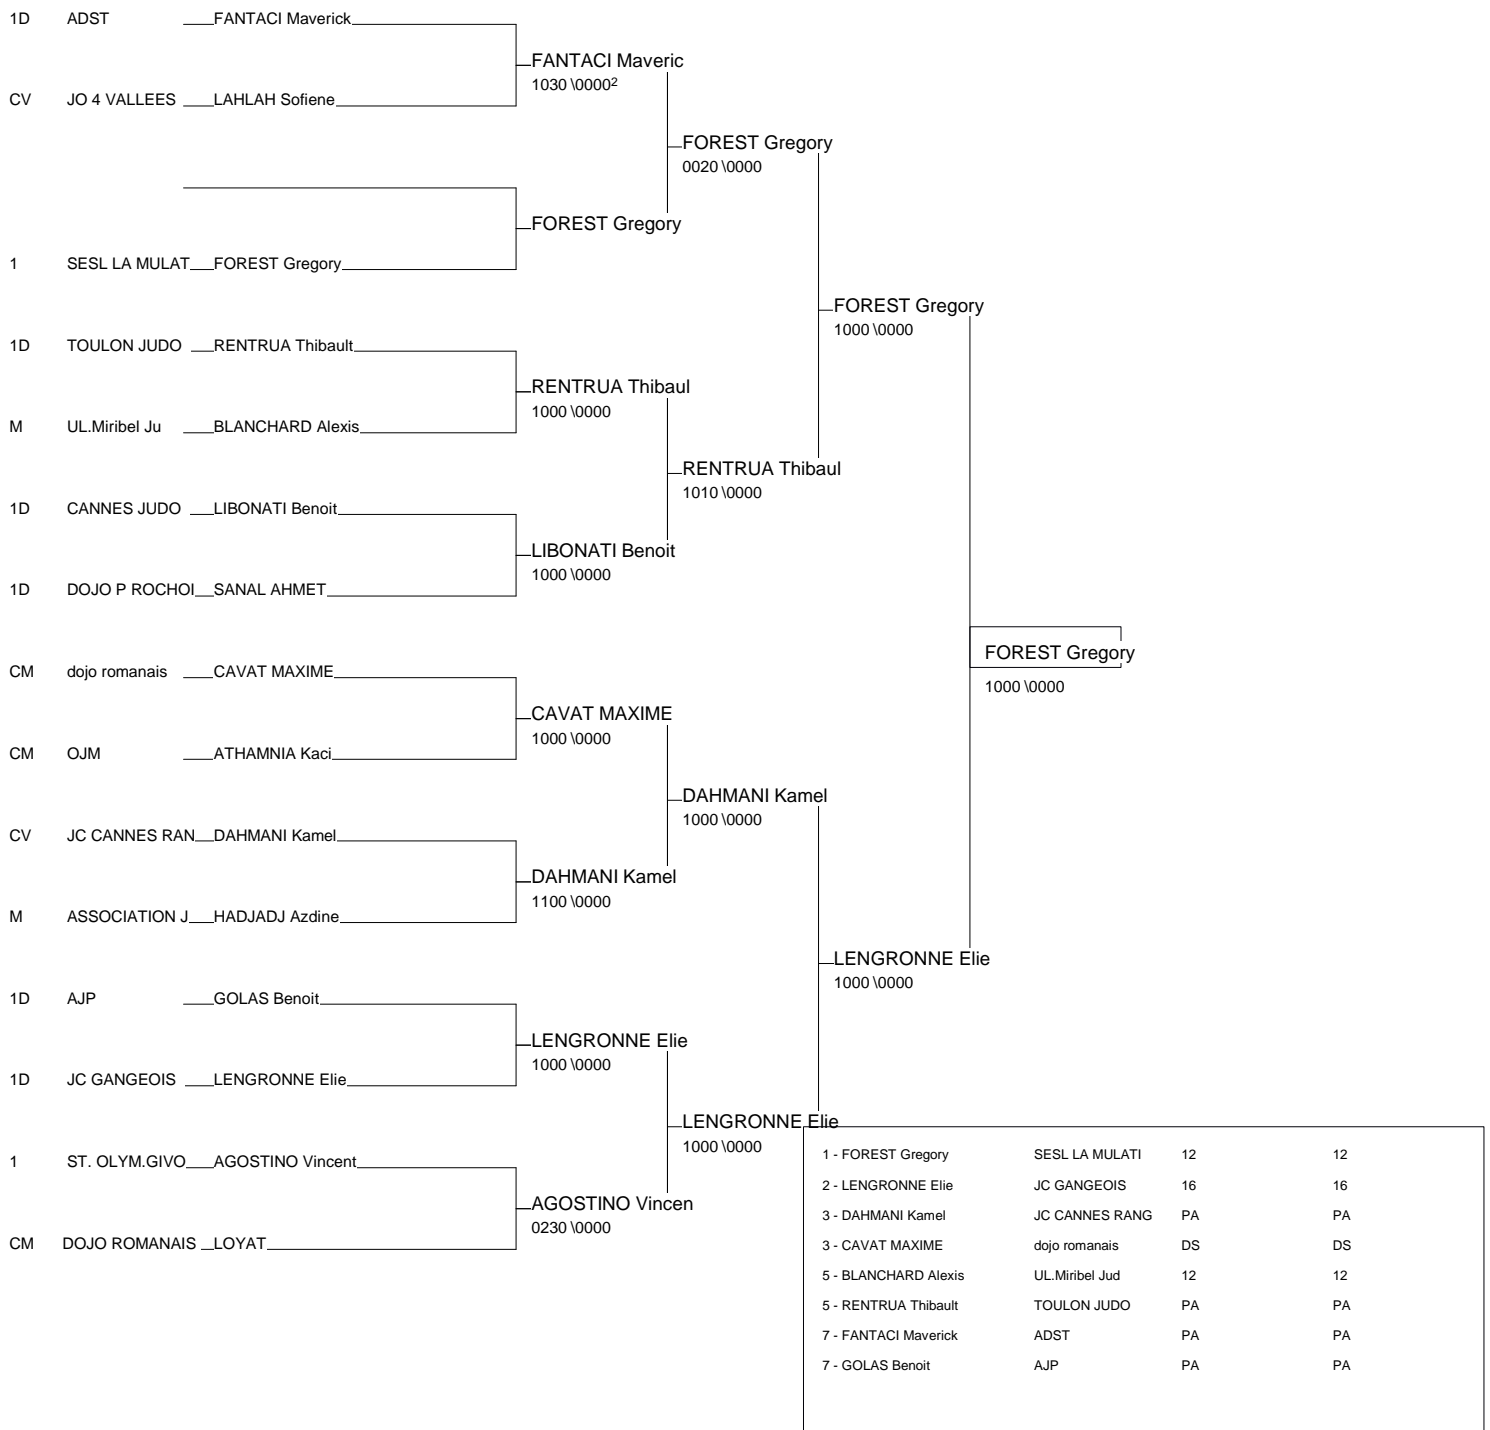 1D ADST FANTACI Maverick
FANTACI Maveric
1030 \0000²
CV JO 4 VALLEES LAHLAH Sofiene
FOREST Gregory
0020 \0000
FOREST Gregory
1 SESL LA MULAT FOREST Gregory
FOREST Gregory
1000 \0000
1D TOULON JUDO RENTRUA Thibault
RENTRUA Thibaul
1000 \0000
M UL.Miribel Ju BLANCHARD Alexis
RENTRUA Thibaul
1010 \0000
1D CANNES JUDO LIBONATI Benoit
LIBONATI Benoit
1000 \0000
1D DOJO P ROCHOI SANAL AHMET
FOREST Gregory
1000 \0000
CM dojo romanais CAVAT MAXIME
CAVAT MAXIME
1000 \0000
CM OJM ATHAMNIA Kaci
DAHMANI Kamel
1000 \0000
CV JC CANNES RAN DAHMANI Kamel
DAHMANI Kamel
1100 \0000
M ASSOCIATION J HADJADJ Azdine
LENGRONNE Elie
1000 \0000
1D AJP GOLAS Benoit
LENGRONNE Elie
1000 \0000
1D JC GANGEOIS LENGRONNE Elie
LENGRONNE Elie
1000 \0000
1 ST. OLYM.GIVO AGOSTINO Vincent
AGOSTINO Vincen
0230 \0000
CM DOJO ROMANAIS LOYAT
1 - FOREST Gregory SESL LA MULATI 12 12
2 - LENGRONNE Elie JC GANGEOIS 16 16
3 - DAHMANI Kamel JC CANNES RANG PA PA
3 - CAVAT MAXIME dojo romanais DS DS
5 - BLANCHARD Alexis UL.Miribel Jud 12 12
5 - RENTRUA Thibault TOULON JUDO PA PA
7 - FANTACI Maverick ADST PA PA
7 - GOLAS Benoit AJP PA PA